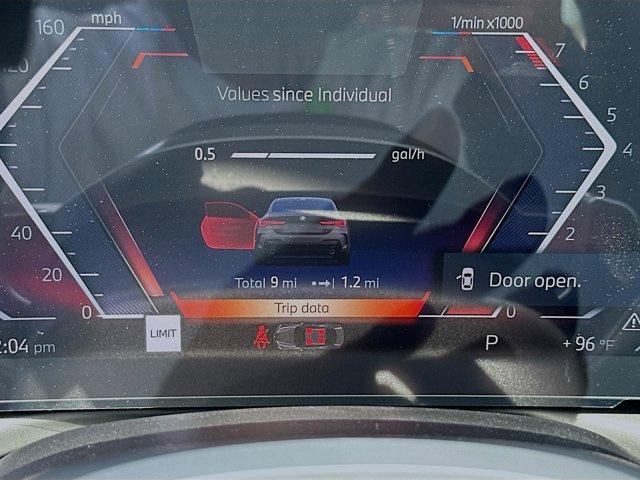 160 mph 1/min x1000
120 7
6
Values since Individual
5
0.5 gal/h 4
3
40 2
20 Total 9 mi 1.2 mi Door open.
0 Trip data 0
2:04 pm LIMIT P +96 °F